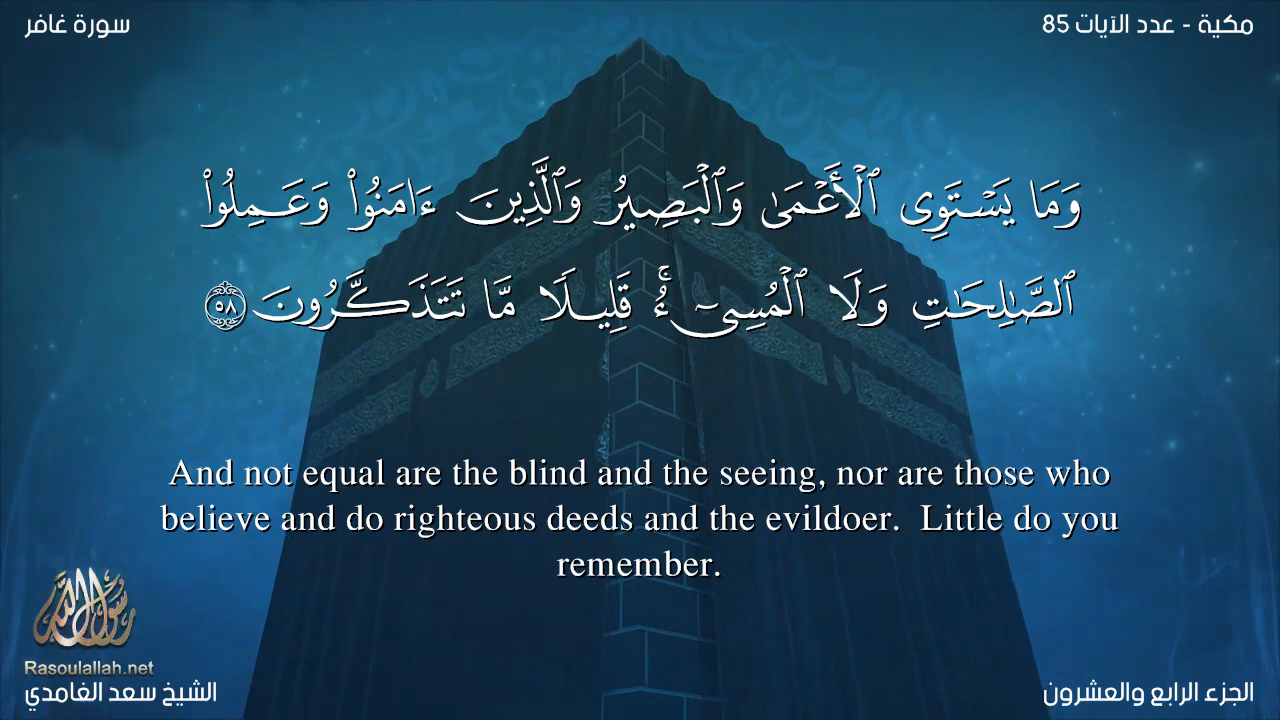 سورة غافر
مكية - عدد الآيات 85
وَمَا يَسْتَوِى ٱلْأَعْمَىٰ وَٱلْبَصِيرُ وَٱلَّذِينَ ءَامَنُوا۟ وَعَمِلُوا۟
ٱلصَّـٰلِحَـٰتِ وَلَا ٱلْمُسِىٓءُ ۚ قَلِيلًا مَّا تَتَذَكَّرُونَ ٥٨
And not equal are the blind and the seeing, nor are those who
believe and do righteous deeds and the evildoer.  Little do you
remember.
رسول الله
Rasoulallah.net
الشيخ سعد الغامدي
الجزء الرابع والعشرون